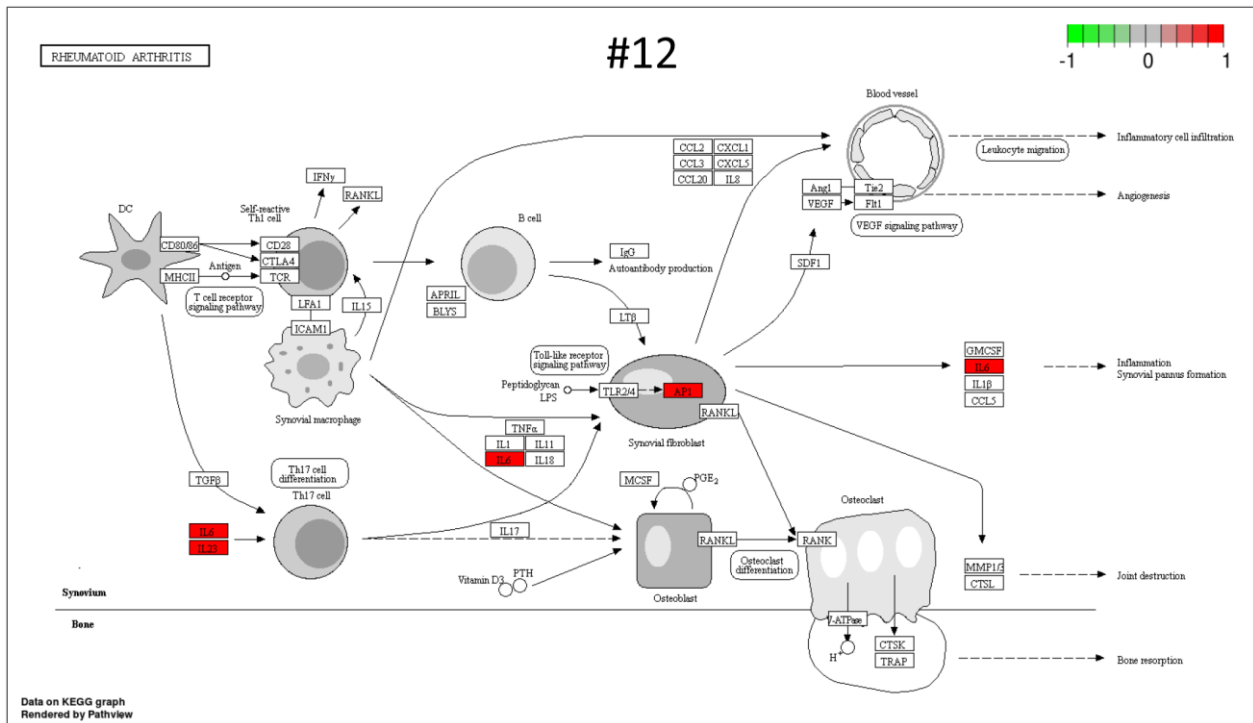 #12
RHEUMATOID ARTHRITIS
-1 0 1
Blood vessel
CCL2 CXCL1
CCL3 CXCL5
CCL20 IL8
Inflammatory cell infiltration
Leukocyte migration
Ang1 Tie2
VEGF Flt1
Angiogenesis
VEGF signaling pathway
IFNγ
RANKL
DC
Self-reactive
Th1 cell
CD80/86
CD28
CTLA4
MHCII
Antigen
TCR
T cell receptor
signaling pathway
LFA1
IL15
ICAM1
Synovial macrophage
B cell
APRIL
BLYS
IgG
Autoantibody production
LTβ
SDF1
Toll-like receptor
signaling pathway
Peptidoglycan
LPS
TLR2/4
AP1
RANKL
Synovial fibroblast
GMCSF
IL6
IL1β
CCL5
Inflammation
Synovial pannus formation
TNFα
IL1 IL11
IL6 IL18
TGFβ
Th17 cell
differentiation
Th17 cell
IL6
IL23
IL17
MCSF
PGE2
RANKL
Osteoblast
Vitamin D3
PTH
Osteoclast
differentiation
Osteoclast
RANK
MMP1/3
CTSL
Joint destruction
Synovium
Bone
V-ATPase
H+
CTSK
TRAP
Bone resorption
Data on KEGG graph
Rendered by Pathview